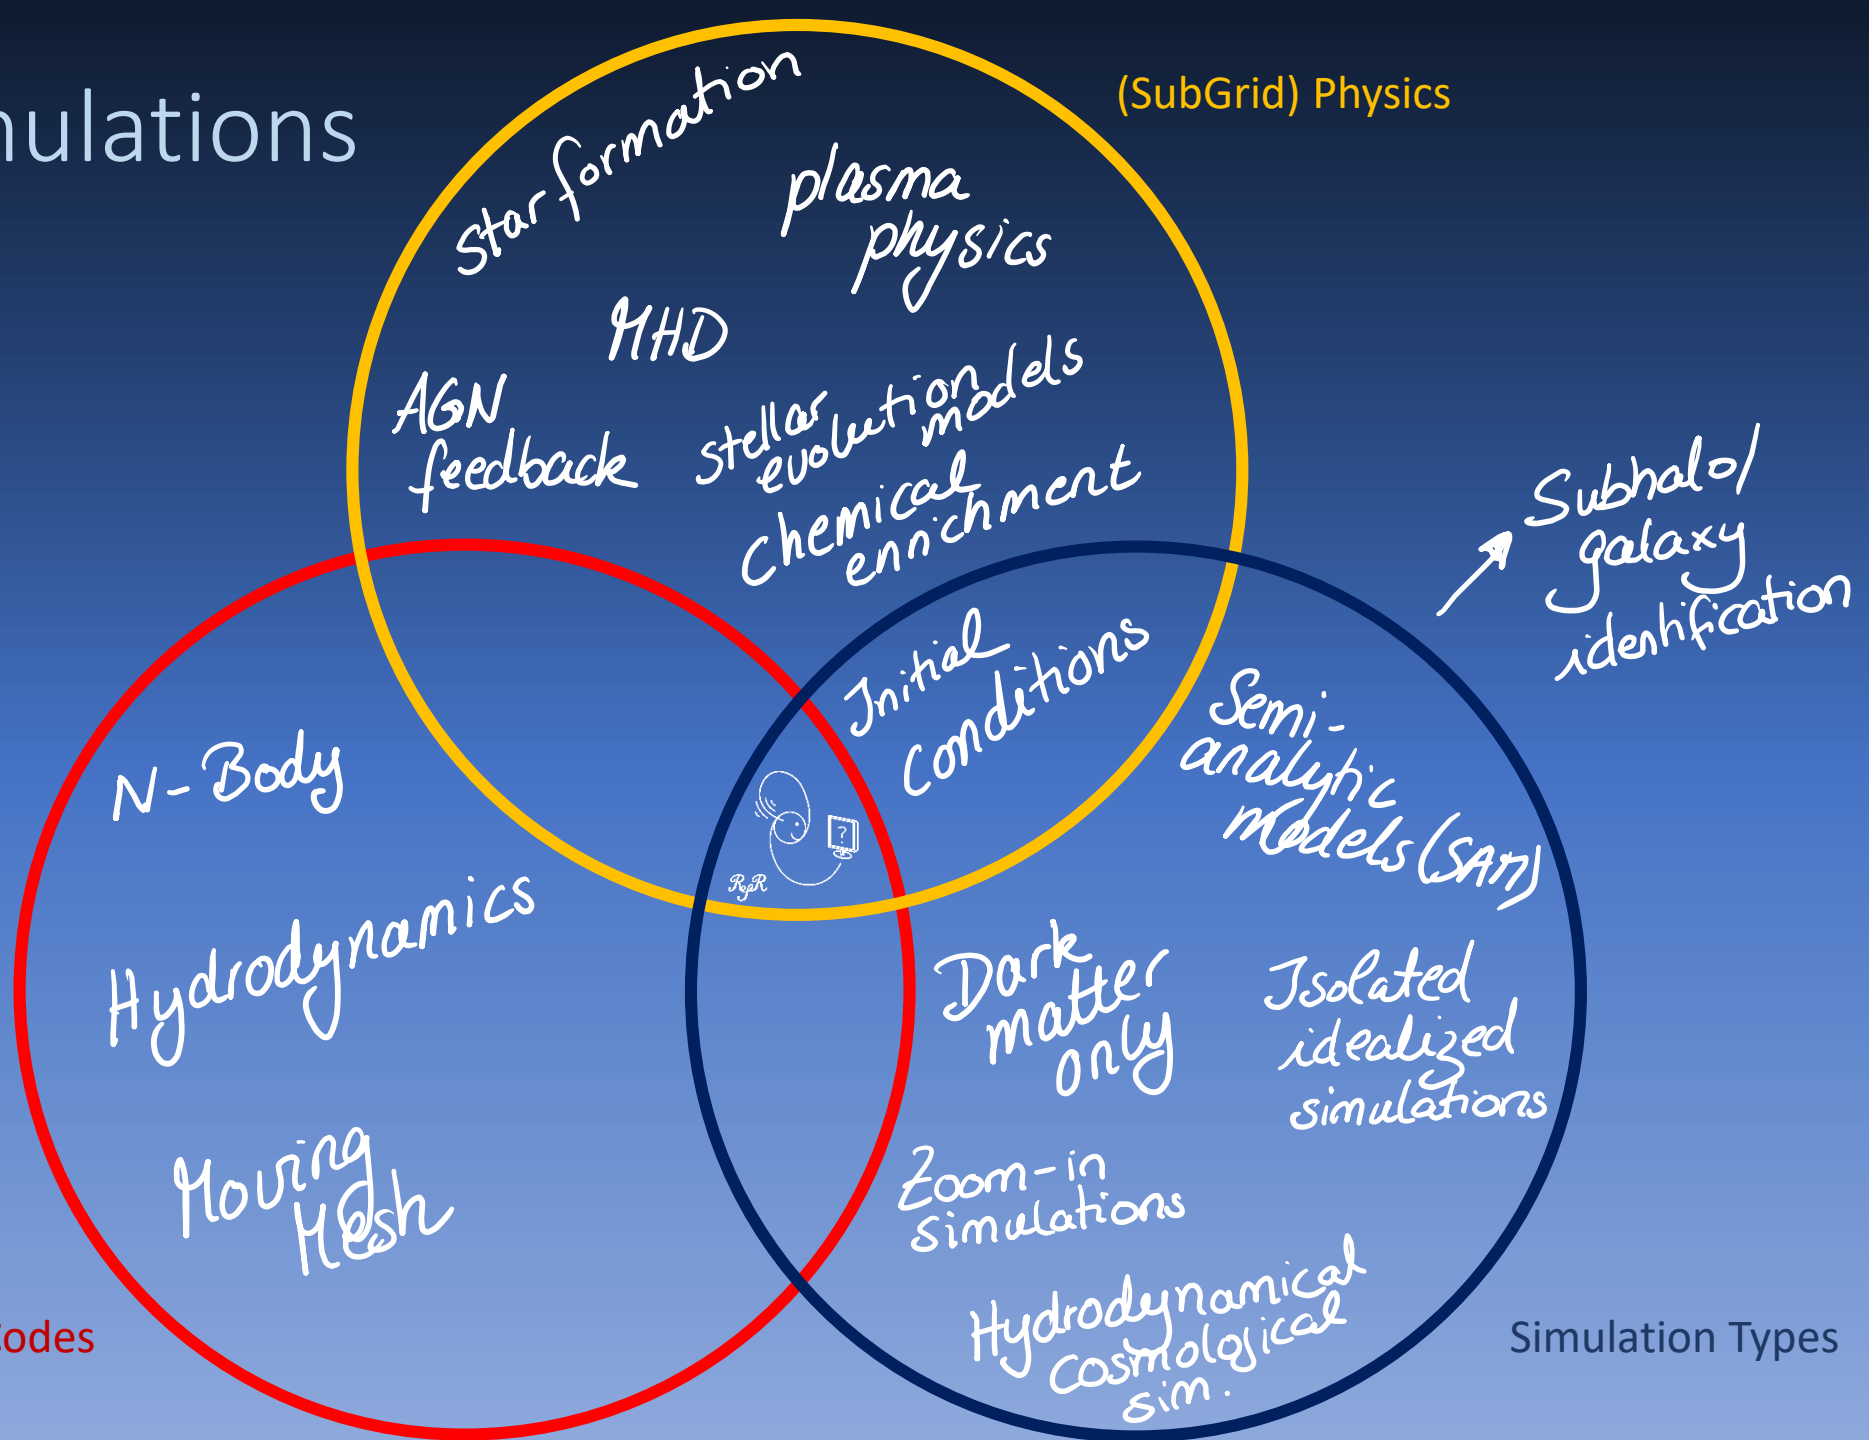 mulations
(SubGrid) Physics
Star formation
plasma
physics
MHD
AGN
feedback
stellar
evolution
models
Chemical
enrichment
Subhalo/
galaxy
identification
Initial
Conditions
Semi-
analytic
models (SAM)
N-Body
Hydrodynamics
Moving
Mesh
?
Dark
matter
only
Isolated
idealized
simulations
Zoom-in
simulations
Hydrodynamical
Cosmological
sim.
Codes
Simulation Types